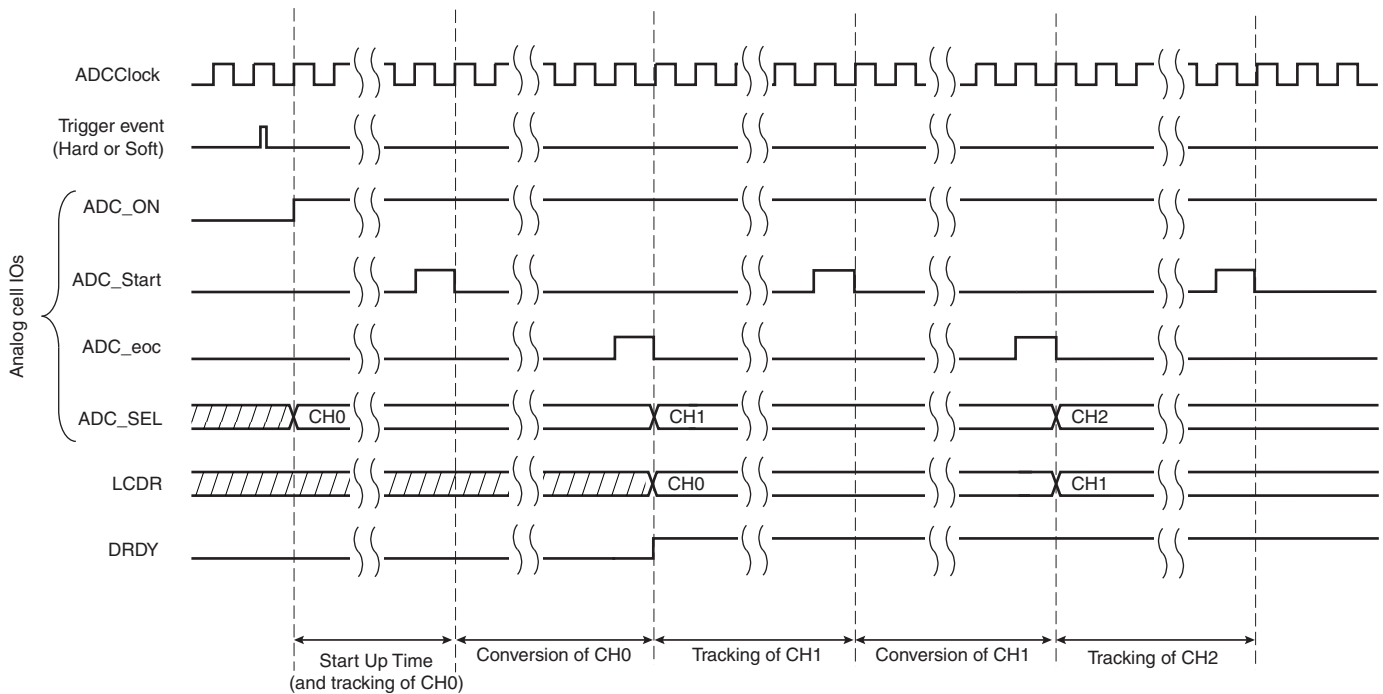 ADCClock
Trigger event
(Hard or Soft)
ADC_ON
ADC_Start
ADC_eoc
ADC_SEL
CH0
CH1
CH2
LCDR
CH0
CH1
DRDY
Analog cell IOs
Start Up Time
(and tracking of CH0)
Conversion of CH0
Tracking of CH1
Conversion of CH1
Tracking of CH2